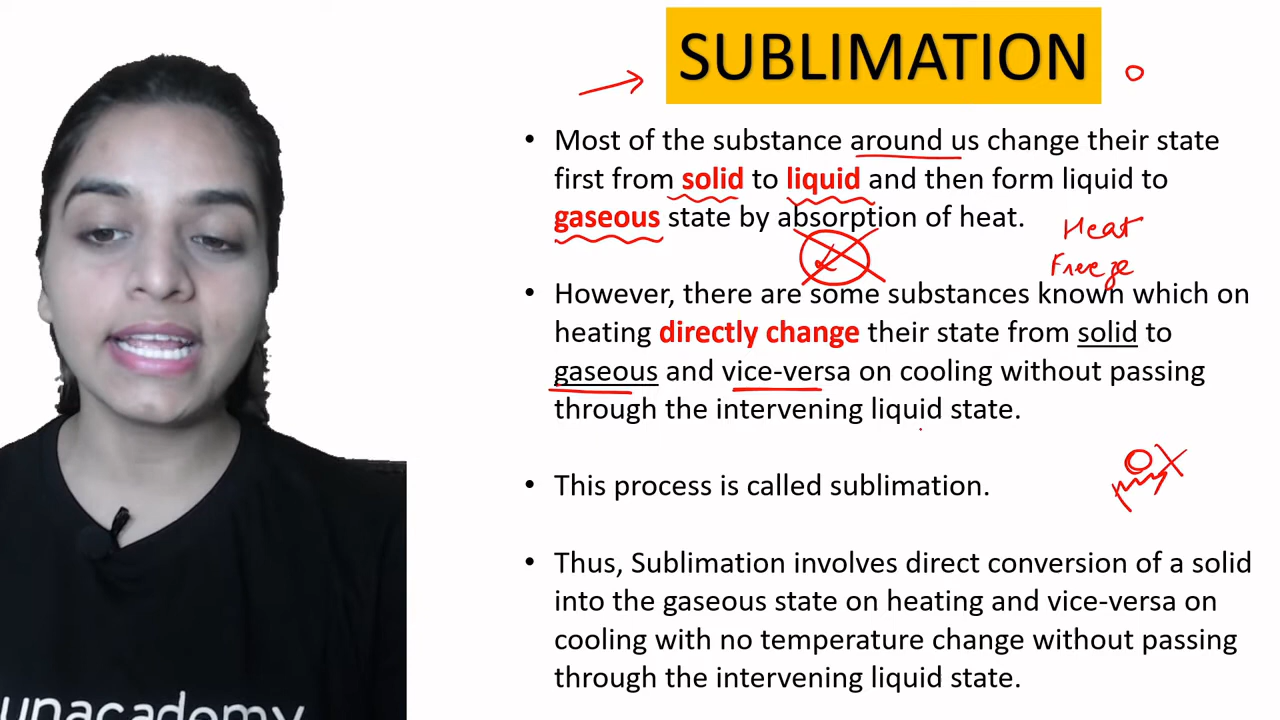 SUBLIMATION
• Most of the substance around us change their state
first from solid to liquid and then form liquid to
gaseous state by absorption of heat.
Heat
Freeze
• However, there are some substances known which on
heating directly change their state from solid to
gaseous and vice-versa on cooling without passing
through the intervening liquid state.
• This process is called sublimation.
• Thus, Sublimation involves direct conversion of a solid
into the gaseous state on heating and vice-versa on
cooling with no temperature change without passing
through the intervening liquid state.
unacademy